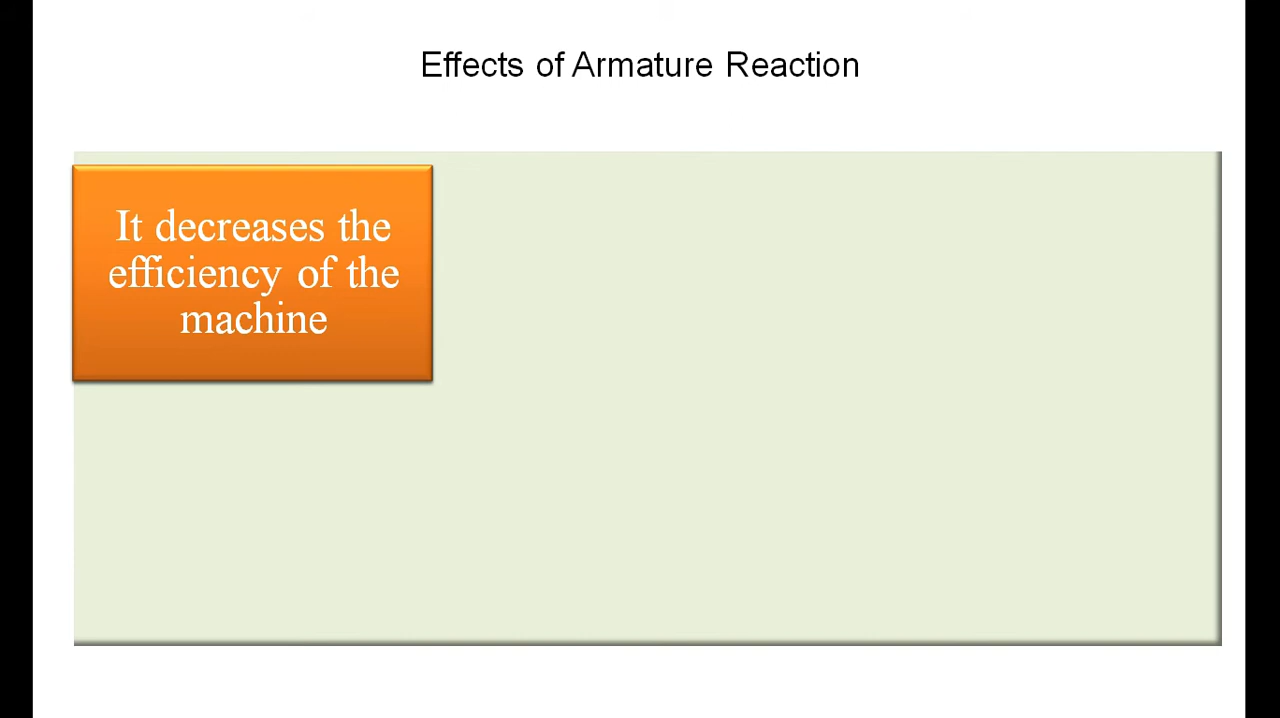 Effects of Armature Reaction
It decreases the
efficiency of the
machine